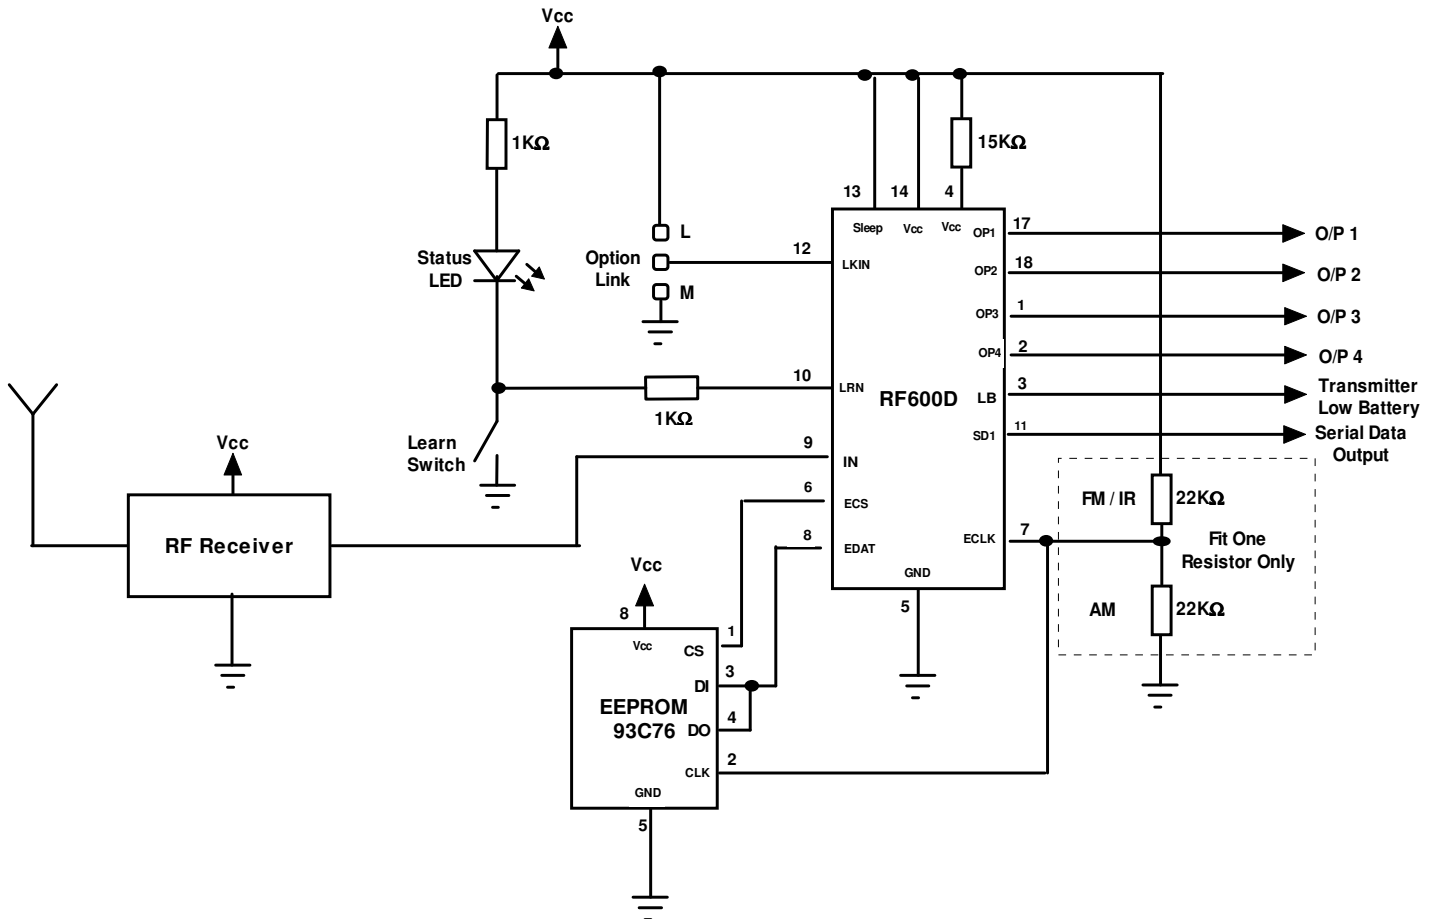 Vcc
1KΩ
15KΩ
13
14
4
Sleep
Vcc
Vcc
OP1
17
O/P 1
L
Option
Link
M
12
LKIN
OP2
18
O/P 2
Status
LED
OP3
1
O/P 3
OP4
2
O/P 4
10
LRN
RF600D
LB
3
Transmitter
Low Battery
1KΩ
SD1
11
Serial Data
Output
Learn
Switch
9
IN
Vcc
RF Receiver
6
ECS
8
EDAT
ECLK
7
FM / IR
22KΩ
Fit One
Resistor Only
AM
22KΩ
GND
5
Vcc
8
Vcc
CS
1
DI
3
EEPROM
93C76
DO
4
CLK
2
GND
5